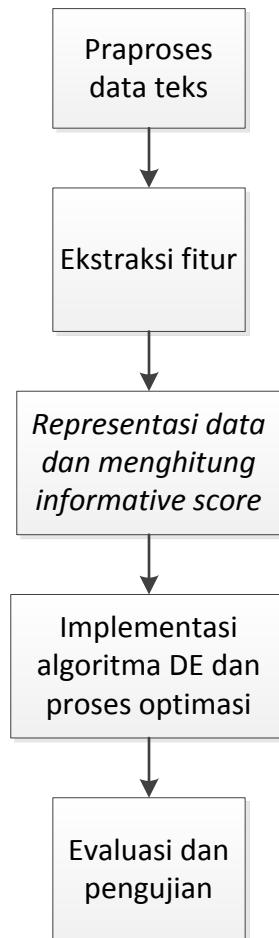 Praproses
data teks
Ekstraksi fitur
Representasi data
dan menghitung
informative score
Implementasi
algoritma DE dan
proses optimasi
Evaluasi dan
pengujian